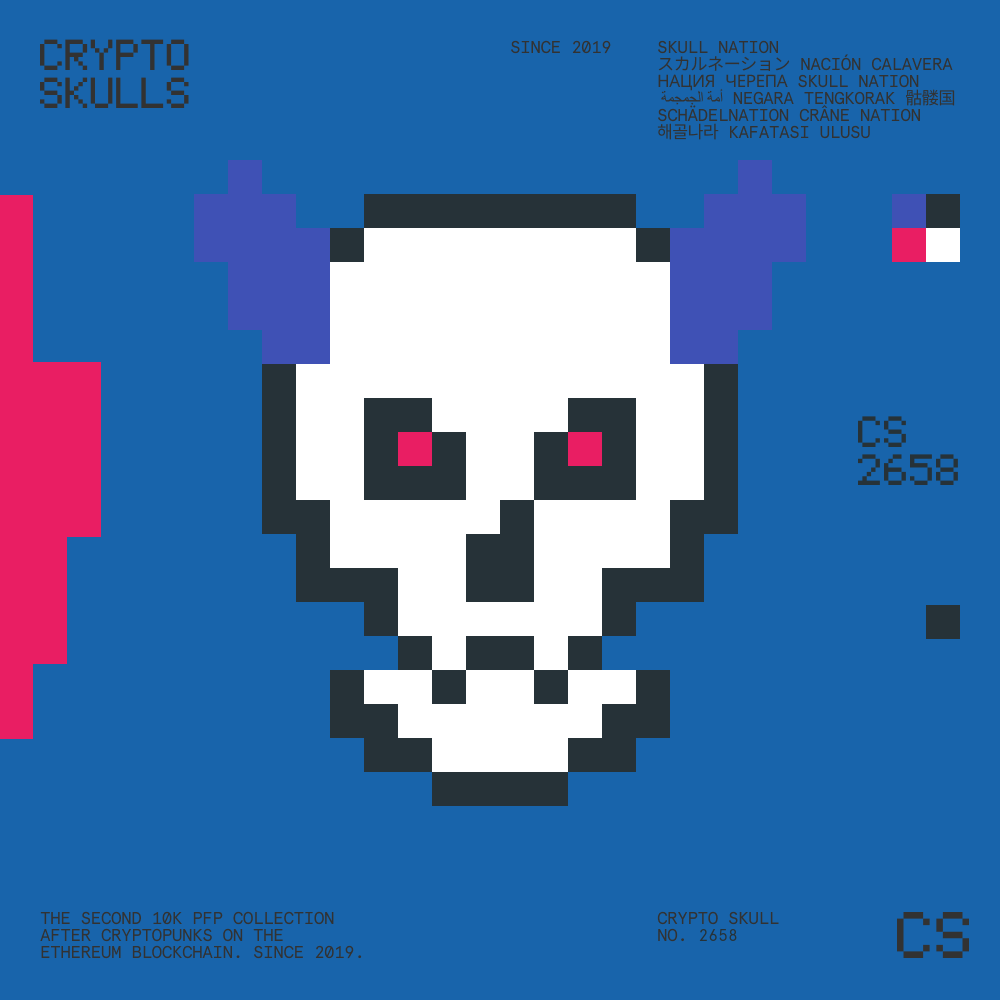 CRYPTO
SKULLS
SINCE 2019
SKULL NATION
スカルネーション NACIÓN CALAVERA
НАЦИЯ ЧЕРЕПА SKULL NATION
أمة الجمجمة NEGARA TENGKORAK 骷髅国
SCHÄDELNATION CRÂNE NATION
해골나라 KAFATASI ULUSU
CS
2658
THE SECOND 10K PFP COLLECTION
AFTER CRYPTOPUNKS ON THE
ETHEREUM BLOCKCHAIN. SINCE 2019.
CRYPTO SKULL
NO. 2658
CS